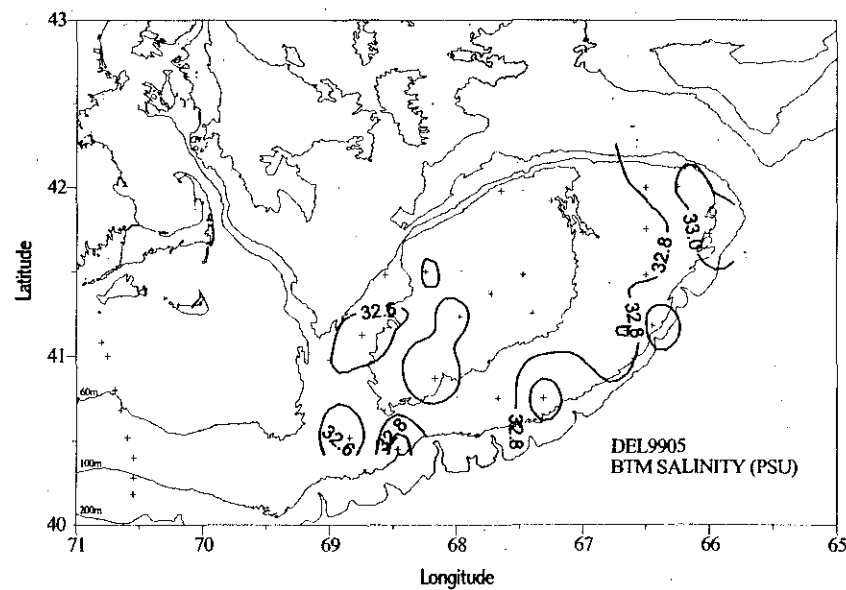 43
42
41
40
Latitude
32.6
32.8
33.0
32.8
32.6
32.8
32.8
60m
100m
200m
DEL9905
BTM SALINITY (PSU)
71 70 69 68 67 66 65
Longitude